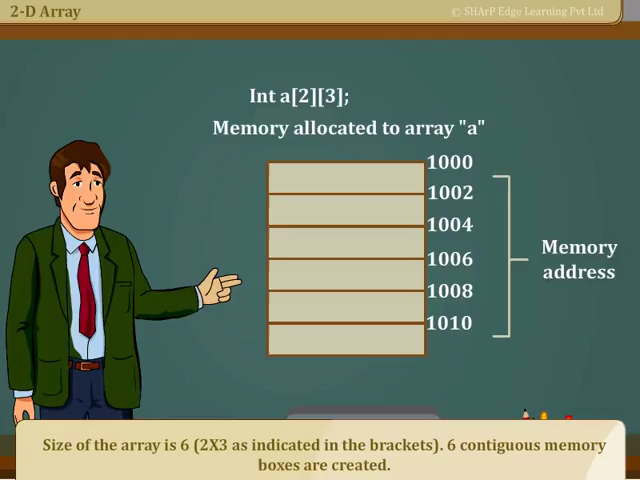 2-D Array
© SHArP Edge Learning Pvt Ltd
Int a[2][3];
Memory allocated to array "a"
1000
1002
1004
1006
1008
1010
Memory
address
Size of the array is 6 (2X3 as indicated in the brackets). 6 contiguous memory
boxes are created.